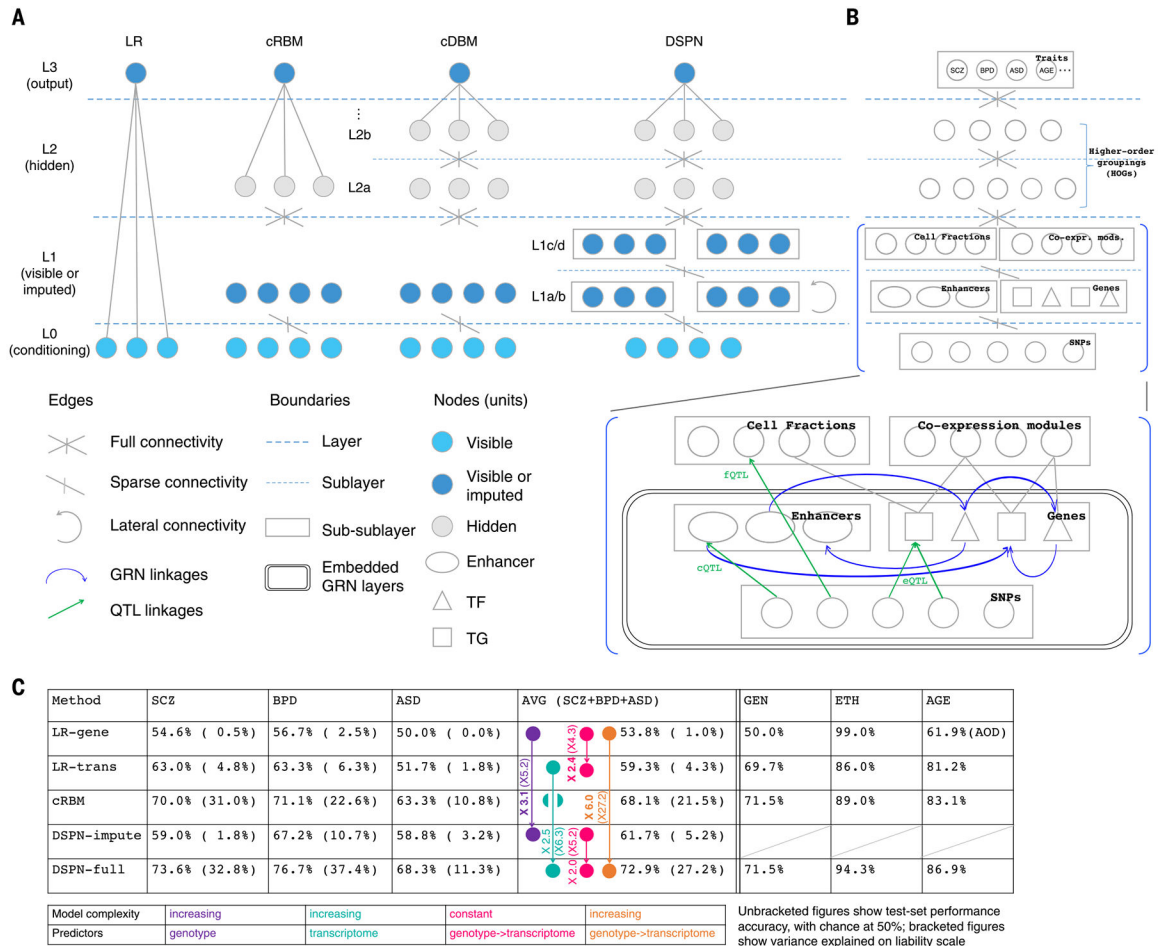 A
B
LR
cRBM
cDBM
DSPN
L3
(output)
L2
(hidden)
L1
(visible or
imputed)
L0
(conditioning)
⋮
L2b
L2a
L1c/d
L1a/b
Traits
SCZ
BPD
ASD
AGE ...
Higher-order
groupings
(HOGs)
Cell Fractions
Co-expr. mods.
Enhancers
Genes
SNPs
Edges
Full connectivity
Sparse connectivity
Lateral connectivity
GRN linkages
QTL linkages
Boundaries
Layer
Sublayer
Sub-sublayer
Embedded
GRN layers
Nodes (units)
Visible
Visible or
imputed
Hidden
Enhancer
TF
TG
Cell Fractions
Co-expression modules
fQTL
Enhancers
Genes
cQTL
eQTL
SNPs
C
Method SCZ BPD ASD AVG (SCZ+BPD+ASD) GEN ETH AGE
LR-gene 54.6% ( 0.5%) 56.7% ( 2.5%) 50.0% ( 0.0%) 53.8% ( 1.0%) 50.0% 99.0% 61.9%(AOD)
LR-trans 63.0% ( 4.8%) 63.3% ( 6.3%) 51.7% ( 1.8%) 59.3% ( 4.3%) 69.7% 86.0% 81.2%
cRBM 70.0% (31.0%) 71.1% (22.6%) 63.3% (10.8%) 68.1% (21.5%) 71.5% 89.0% 83.1%
DSPN-impute 59.0% ( 1.8%) 67.2% (10.7%) 58.8% ( 3.2%) 61.7% ( 5.2%)
DSPN-full 73.6% (32.8%) 76.7% (37.4%) 68.3% (11.3%) 72.9% (27.2%) 71.5% 94.3% 86.9%
X 3.1 (X5.2)
X 2.5
(X6.3)
X 2.4 (X4.3)
X 2.0 (X5.2)
X 6.0
(X27.2)
Model complexity increasing increasing constant increasing
Predictors genotype transcriptome genotype->transcriptome genotype->transcriptome
Unbracketed figures show test-set performance
accuracy, with chance at 50%; bracketed figures
show variance explained on liability scale